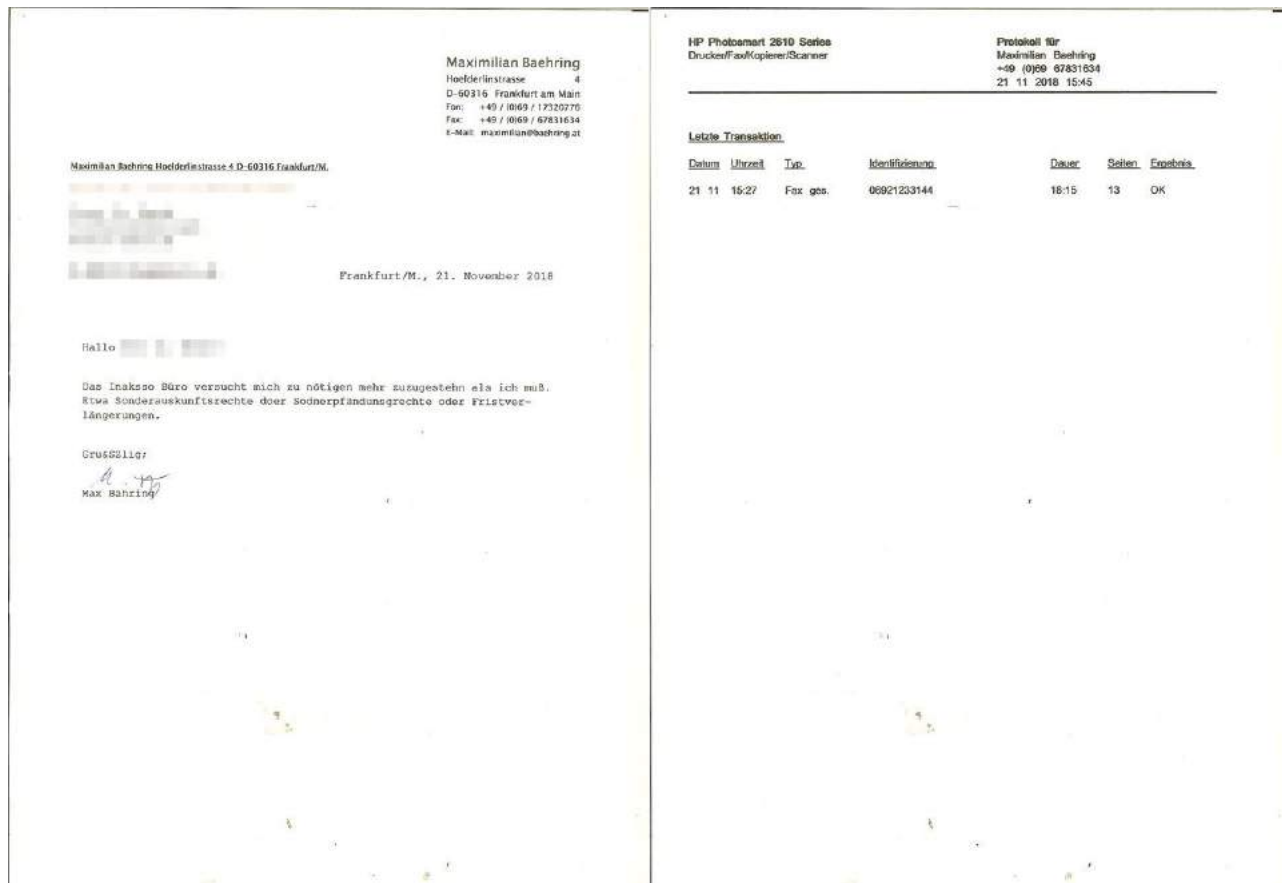 Maximilian Baehring
Hoelderlinstrasse 4
D-60316 Frankfurt am Main
Fon: +49 / (0)69 / 17320776
Fax: +49 / (0)69 / 67831634
E-Mail: maximilian@baehring.at
Maximilian Baehring Hoelderlinstrasse 4 D-60316 Frankfurt/M.
Frankfurt/M., 21. November 2018
Hallo
Das Inaksso Büro versucht mich zu nötigen mehr zuzugestehn als ich muß.
Etwa Sonderauskunftsrechte doer Sodnerpfändunsgrechte oder Fristver-
längerungen.
Max Bähring
HP Photosmart 2610 Series
Drucker/Fax/Kopierer/Scanner
Protokoll für
Maximilian Baehring
+49 (0)69 67831634
21 11 2018 15:45
Letzte Transaktion
Datum Uhrzeit Typ Identifizierung Dauer Seiten Ergebnis
21 11 15:27 Fax ges. 06921233144 18:15 13 OK